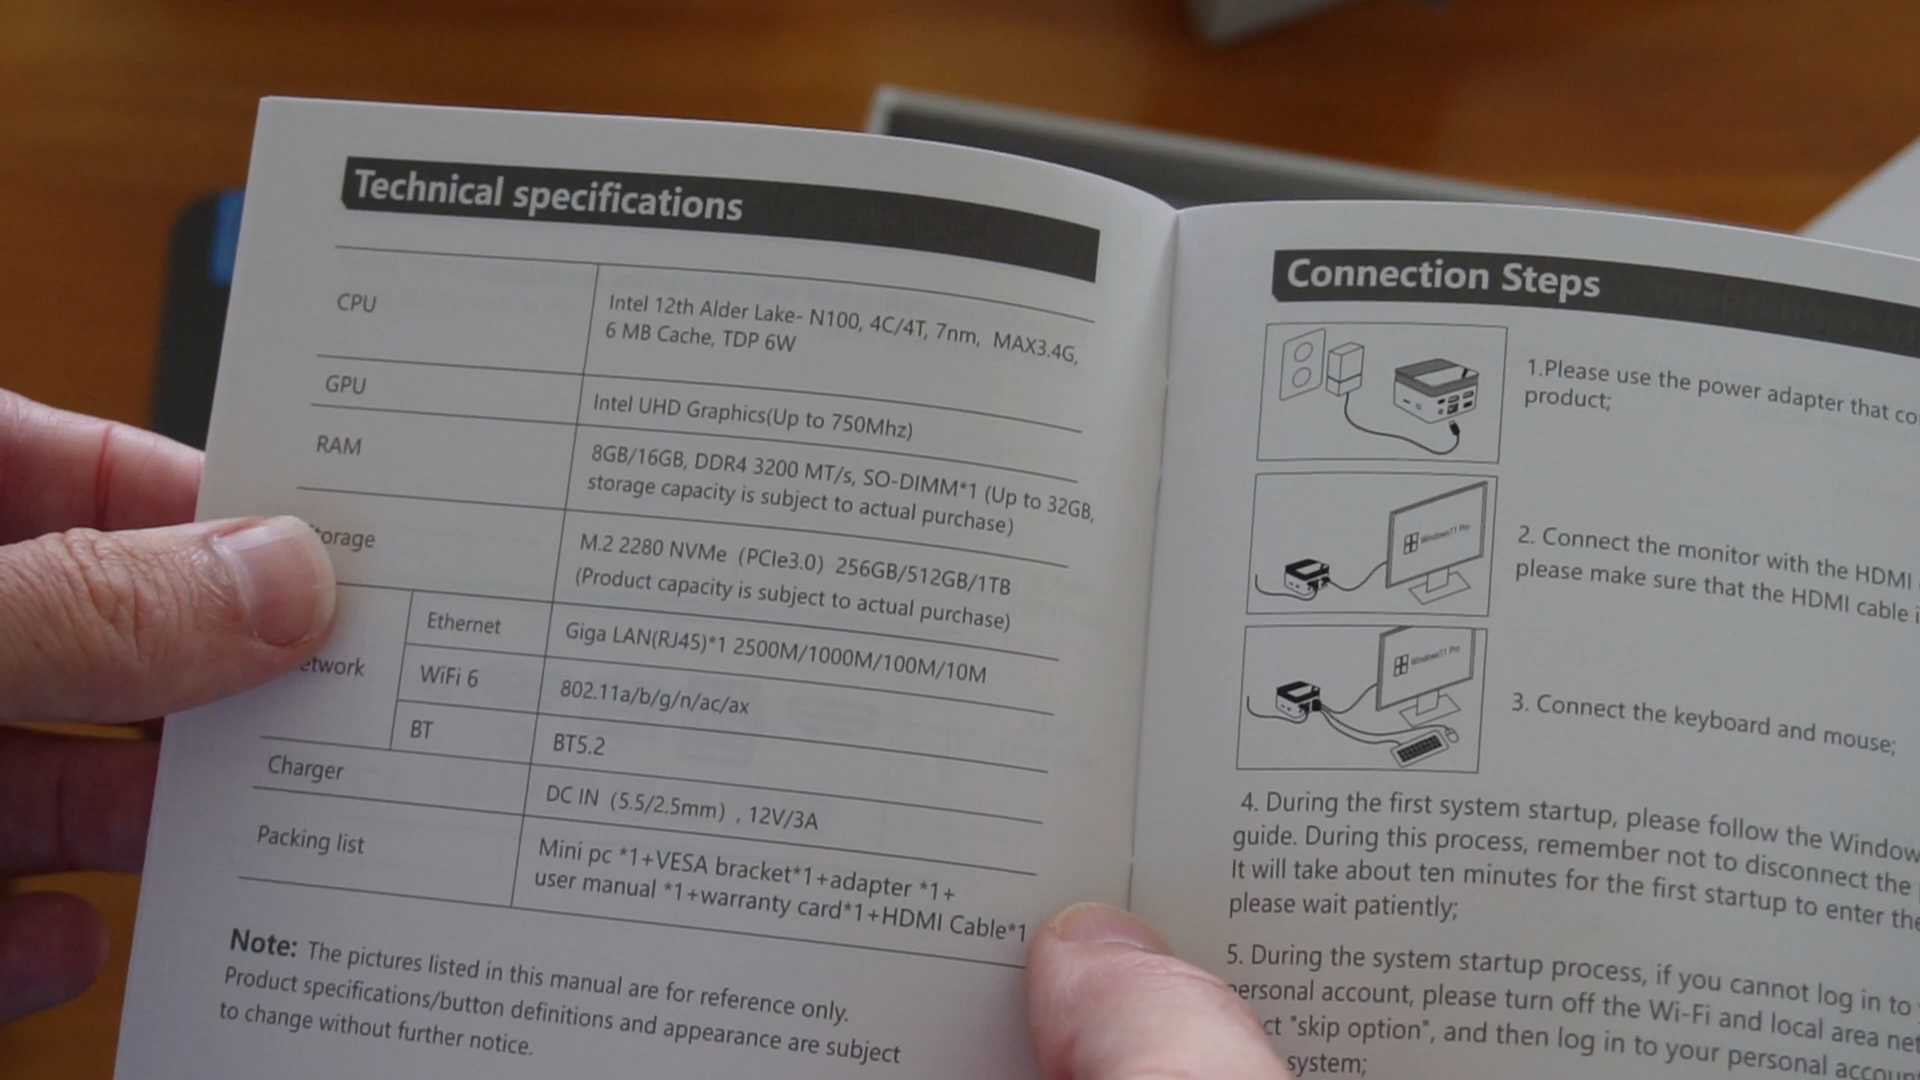 Technical specifications
CPU
Intel 12th Alder Lake- N100, 4C/4T, 7nm, MAX3.4G,
6 MB Cache, TDP 6W
GPU
Intel UHD Graphics(Up to 750Mhz)
RAM
8GB/16GB, DDR4 3200 MT/s, SO-DIMM*1 (Up to 32GB,
storage capacity is subject to actual purchase)
orage
M.2 2280 NVMe (PCIe3.0) 256GB/512GB/1TB
(Product capacity is subject to actual purchase)
etwork
Ethernet
Giga LAN(RJ45)*1 2500M/1000M/100M/10M
WiFi 6
802.11a/b/g/n/ac/ax
BT
BT5.2
Charger
DC IN (5.5/2.5mm) , 12V/3A
Packing list
Mini pc *1+VESA bracket*1+adapter *1+
user manual *1+warranty card*1+HDMI Cable*1
Note: The pictures listed in this manual are for reference only.
Product specifications/button definitions and appearance are subject
to change without further notice.
Connection Steps
1.Please use the power adapter that co
product;
Windows11 Pro
2. Connect the monitor with the HDMI
please make sure that the HDMI cable i
Windows11 Pro
3. Connect the keyboard and mouse;
4. During the first system startup, please follow the Window
guide. During this process, remember not to disconnect the
It will take about ten minutes for the first startup to enter the
please wait patiently;
5. During the system startup process, if you cannot log in to
ersonal account, please turn off the Wi-Fi and local area net
ct "skip option", and then log in to your personal accoun
system;